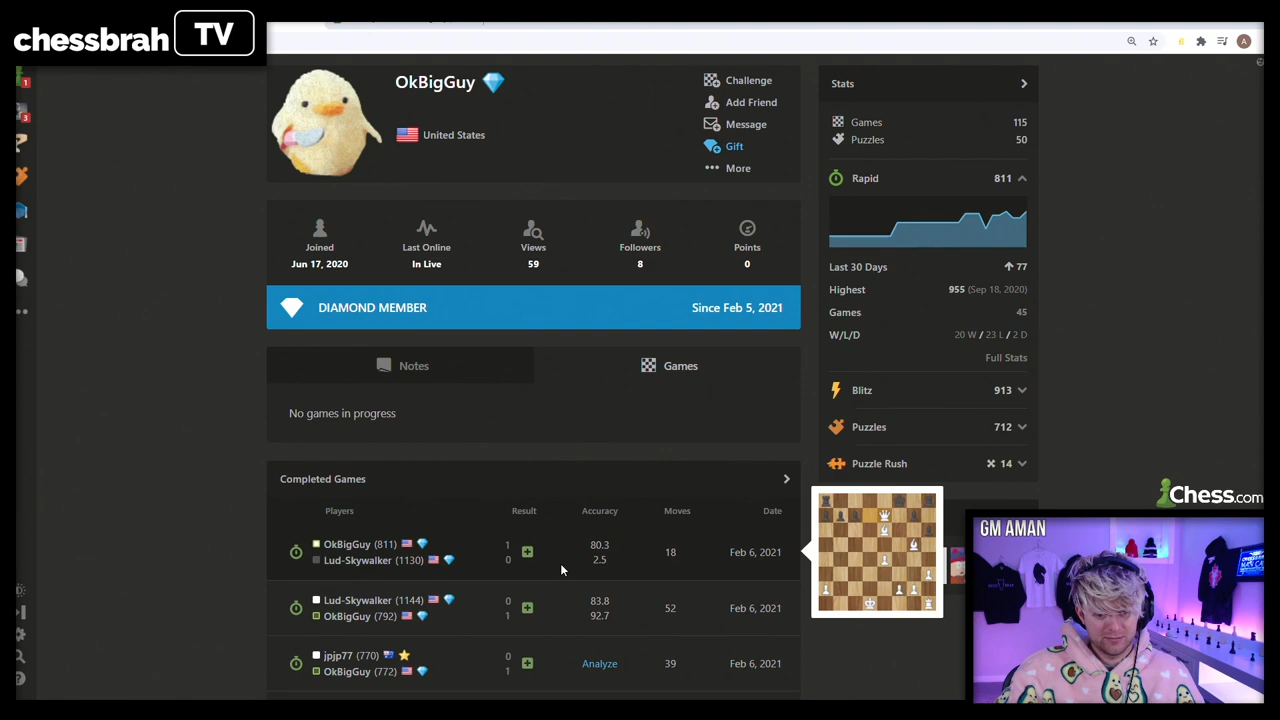 chessbrah TV
A
1
3
OkBigGuy
United States
Challenge
Add Friend
Message
Gift
More
Joined
Jun 17, 2020
Last Online
In Live
Views
59
Followers
8
Points
0
DIAMOND MEMBER
Since Feb 5, 2021
Notes
Games
No games in progress
Completed Games
Players Result Accuracy Moves Date
OkBigGuy (811) 1 80.3
Lud-Skywalker (1130) 0 2.5
18 Feb 6, 2021
Lud-Skywalker (1144) 0 83.8
OkBigGuy (792) 1 92.7
52 Feb 6, 2021
jpjp77 (770) 0
OkBigGuy (772) 1
Analyze 39 Feb 6, 2021
Stats
Games 115
Puzzles 50
Rapid 811
Last 30 Days 77
Highest 955 (Sep 18, 2020)
Games 45
W/L/D 20 W / 23 L / 2 D
Full Stats
Blitz 913
Puzzles 712
Puzzle Rush 14
Chess.com
GM AMAN